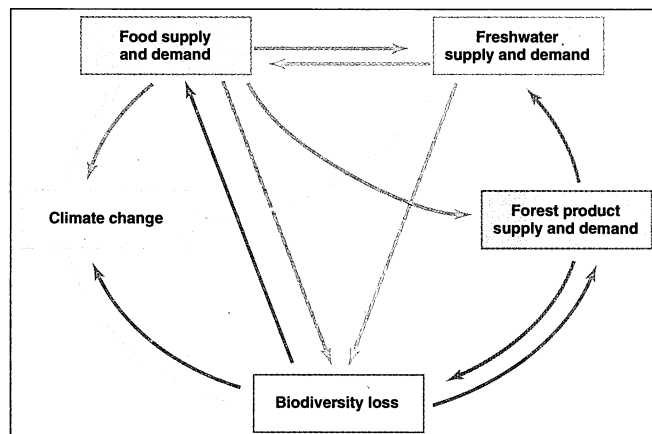 Food supply
and demand
Freshwater
supply and demand
Climate change
Forest product
supply and demand
Biodiversity loss